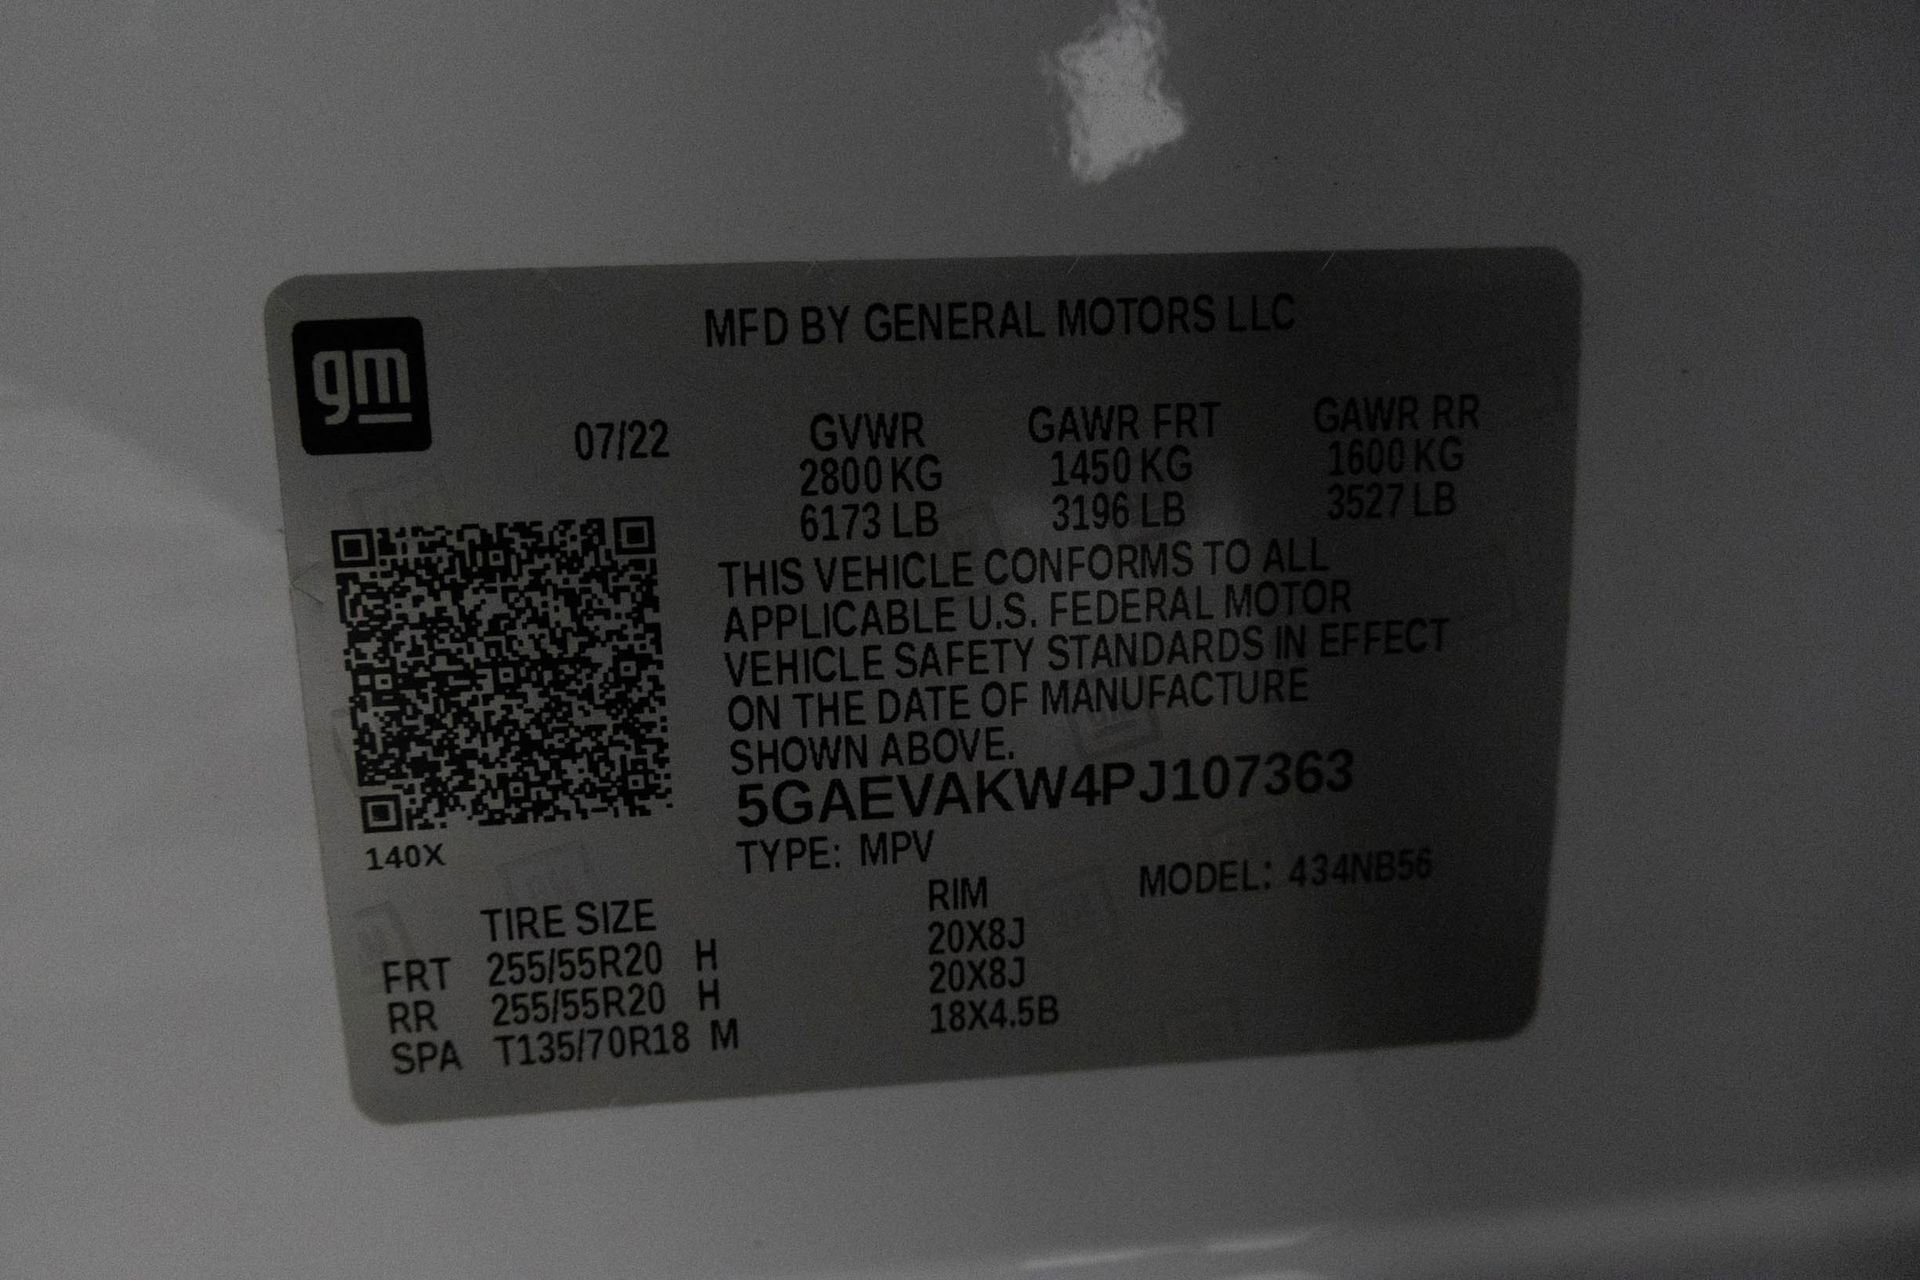 gm
MFD BY GENERAL MOTORS LLC
07/22 GVWR GAWR FRT GAWR RR
2800 KG 1450 KG 1600 KG
6173 LB 3196 LB 3527 LB
THIS VEHICLE CONFORMS TO ALL
APPLICABLE U.S. FEDERAL MOTOR
VEHICLE SAFETY STANDARDS IN EFFECT
ON THE DATE OF MANUFACTURE
SHOWN ABOVE.
5GAEVAKW4PJ107363
140X
TYPE: MPV
MODEL: 434NB56
TIRE SIZE RIM
FRT 255/55R20 H 20X8J
RR 255/55R20 H 20X8J
SPA T135/70R18 M 18X4.5B